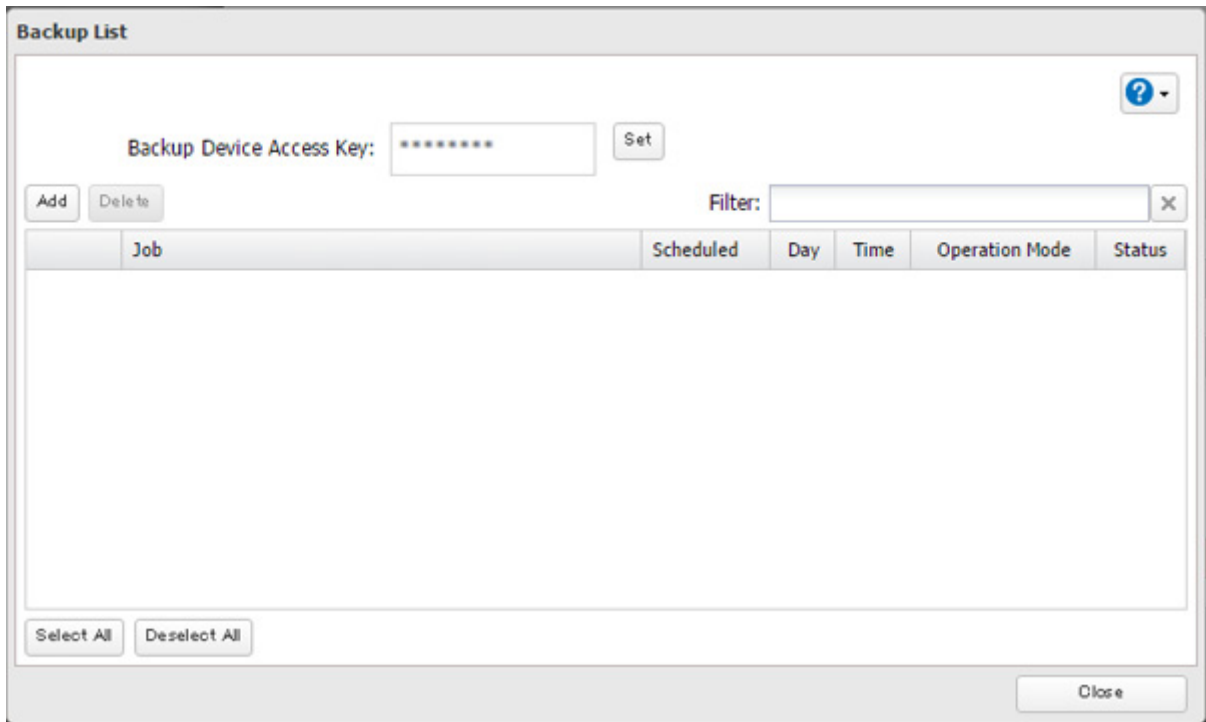 Backup List
?
Backup Device Access Key: ******** Set
Add Delete Filter: ×
Job Scheduled Day Time Operation Mode Status
Select All Deselect All
Close